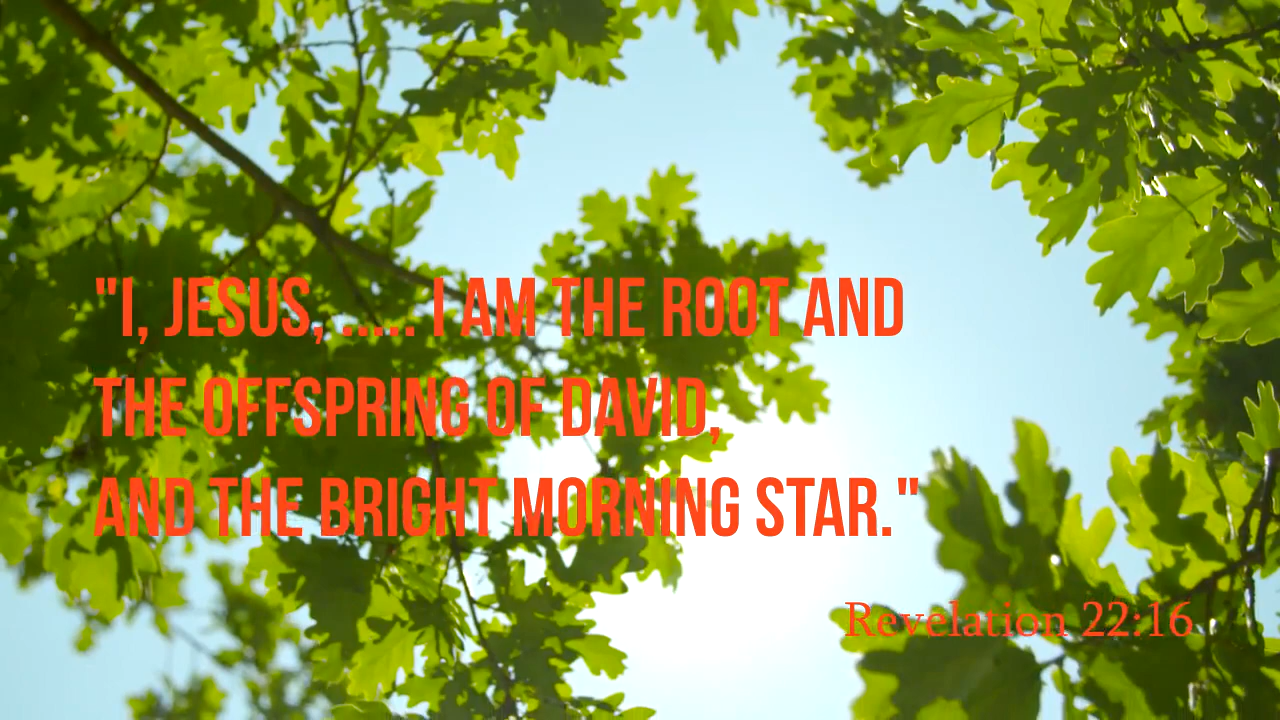 "I, JESUS, ..... I AM THE ROOT AND
THE OFFSPRING OF DAVID,
AND THE BRIGHT MORNING STAR."
Revelation 22:16